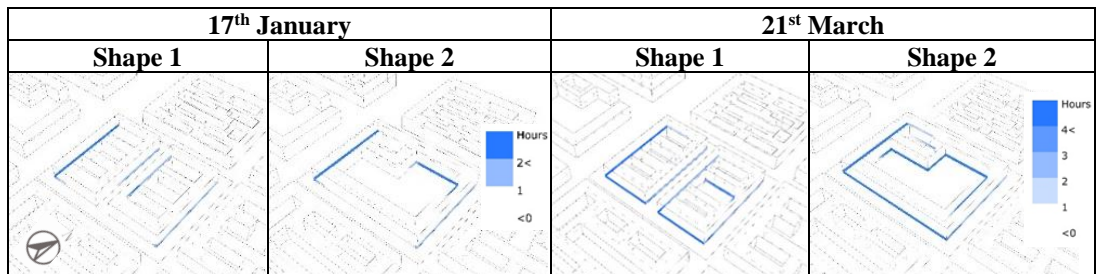 17th January
21st March
Shape 1
Shape 2
Shape 1
Shape 2
Hours
2<
1
<0
Hours
4<
3
2
1
<0